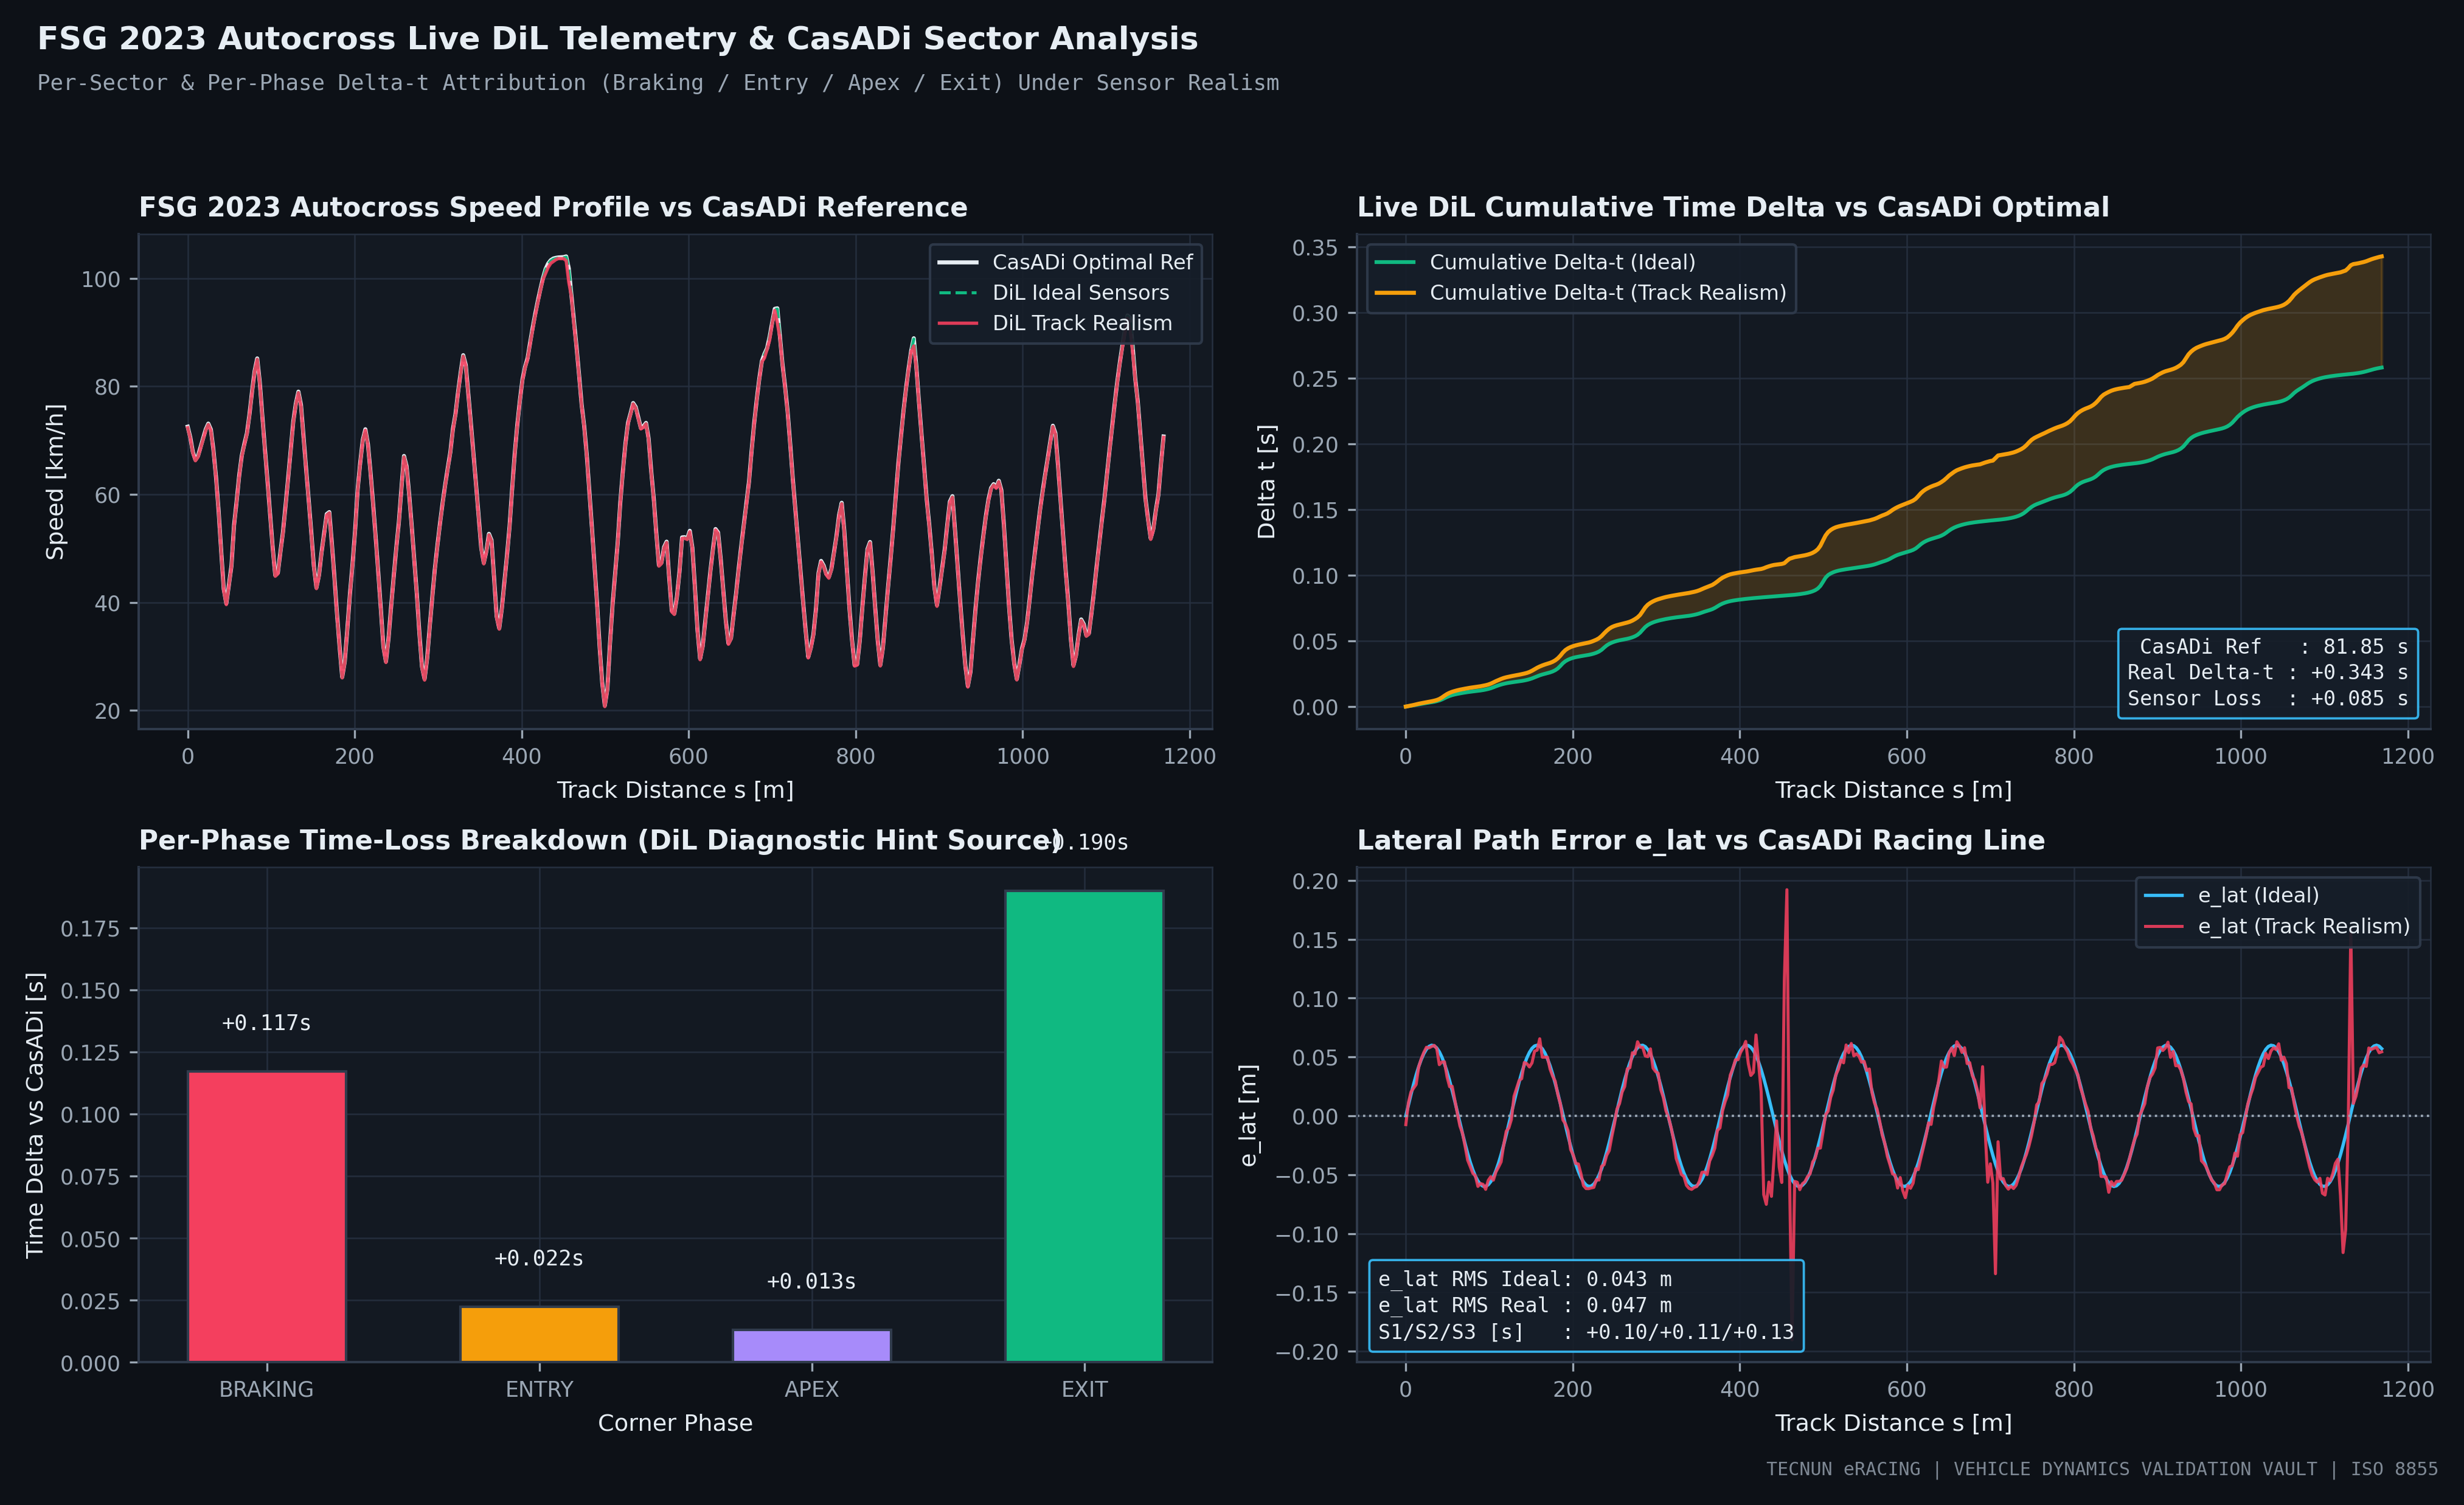 FSG 2023 Autocross Live DiL Telemetry & CasADi Sector Analysis
Per-Sector & Per-Phase Delta-t Attribution (Braking / Entry / Apex / Exit) Under Sensor Realism
FSG 2023 Autocross Speed Profile vs CasADi Reference
Speed [km/h]
100
80
60
40
20
CasADi Optimal Ref
DiL Ideal Sensors
DiL Track Realism
0 200 400 600 800 1000 1200
Track Distance s [m]
Live DiL Cumulative Time Delta vs CasADi Optimal
Delta t [s]
0.35
0.30
0.25
0.20
0.15
0.10
0.05
0.00
Cumulative Delta-t (Ideal)
Cumulative Delta-t (Track Realism)
CasADi Ref : 81.85 s
Real Delta-t : +0.343 s
Sensor Loss : +0.085 s
0 200 400 600 800 1000 1200
Track Distance s [m]
Per-Phase Time-Loss Breakdown (DiL Diagnostic Hint Source)
+0.190s
Time Delta vs CasADi [s]
0.175
0.150
0.125
0.100
0.075
0.050
0.025
0.000
+0.117s
+0.022s
+0.013s
BRAKING ENTRY APEX EXIT
Corner Phase
Lateral Path Error e_lat vs CasADi Racing Line
e_lat [m]
0.20
0.15
0.10
0.05
0.00
−0.05
−0.10
−0.15
−0.20
e_lat (Ideal)
e_lat (Track Realism)
e_lat RMS Ideal: 0.043 m
e_lat RMS Real : 0.047 m
S1/S2/S3 [s] : +0.10/+0.11/+0.13
0 200 400 600 800 1000 1200
Track Distance s [m]
TECNUN eRACING | VEHICLE DYNAMICS VALIDATION VAULT | ISO 8855